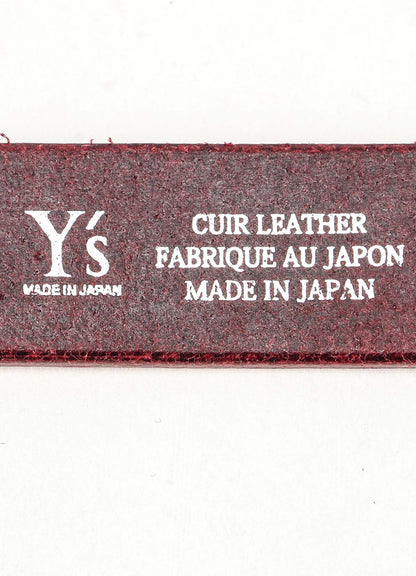 Y's
MADE IN JAPAN
CUIR LEATHER
FABRIQUE AU JAPON
MADE IN JAPAN